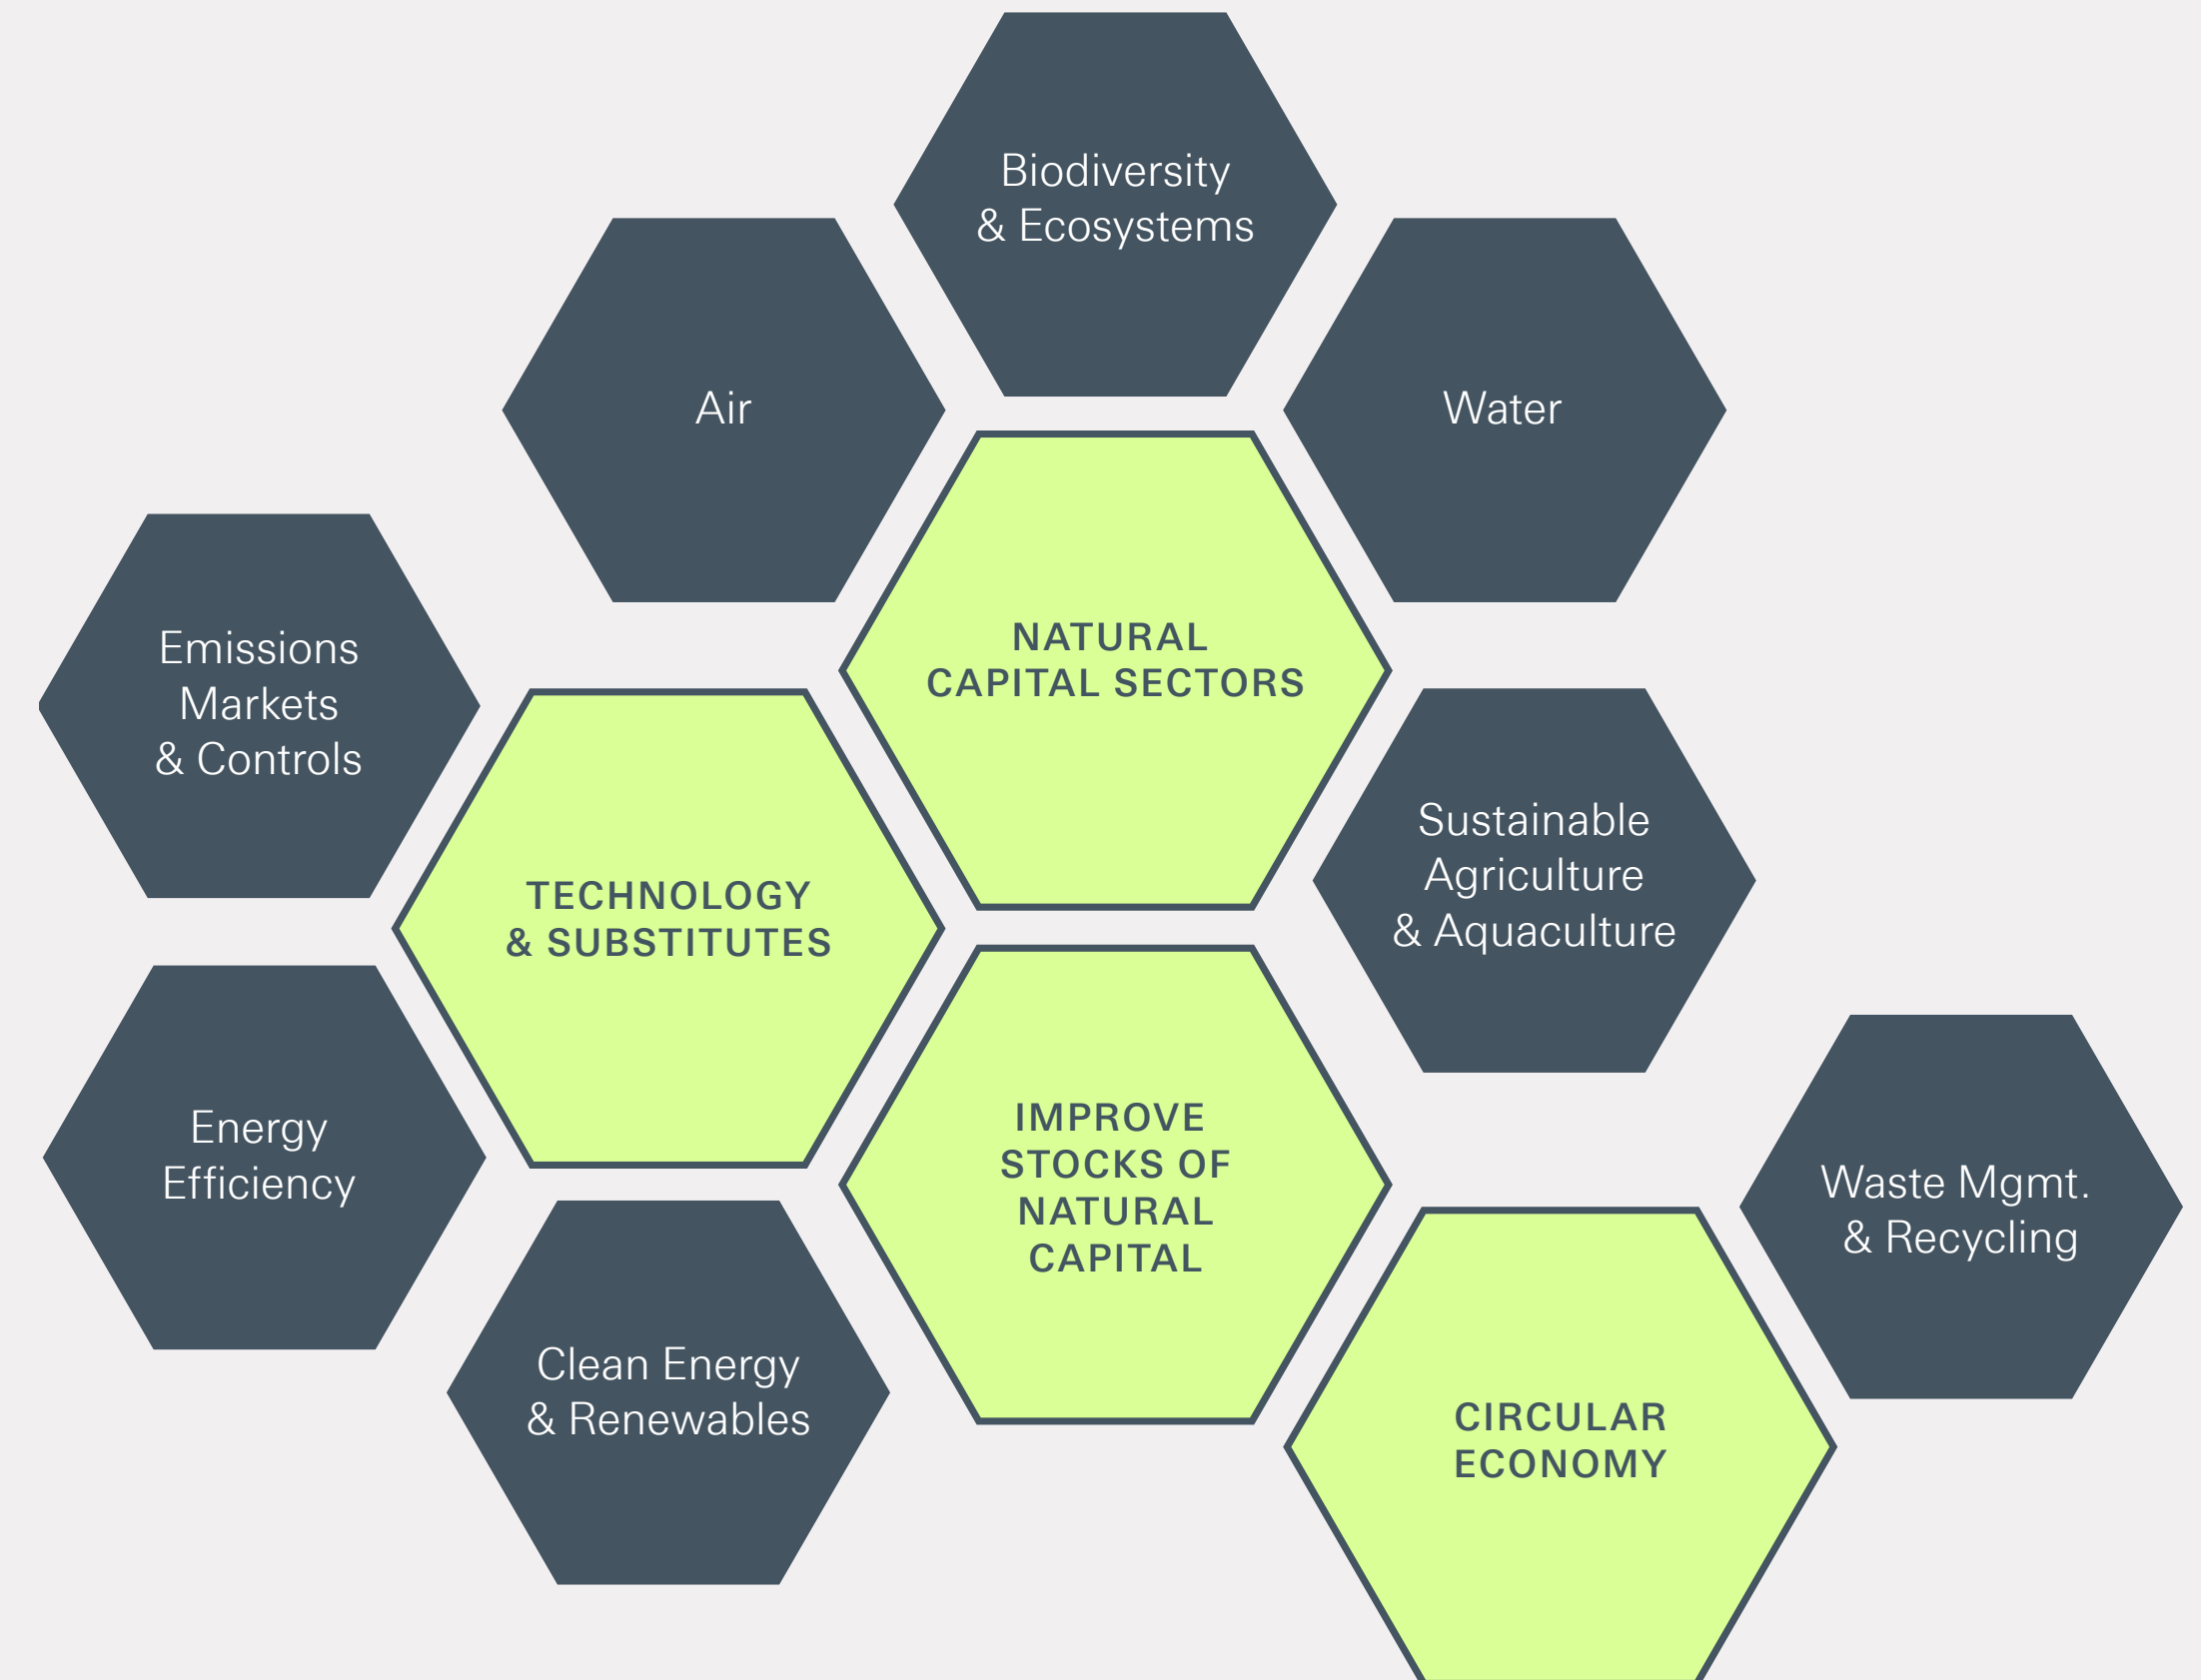 Biodiversity
& Ecosystems
Air
Water
NATURAL
CAPITAL SECTORS
Emissions
Markets
& Controls
TECHNOLOGY
& SUBSTITUTES
Sustainable
Agriculture
& Aquaculture
Energy
Efficiency
IMPROVE
STOCKS OF
NATURAL
CAPITAL
Waste Mgmt.
& Recycling
Clean Energy
& Renewables
CIRCULAR
ECONOMY